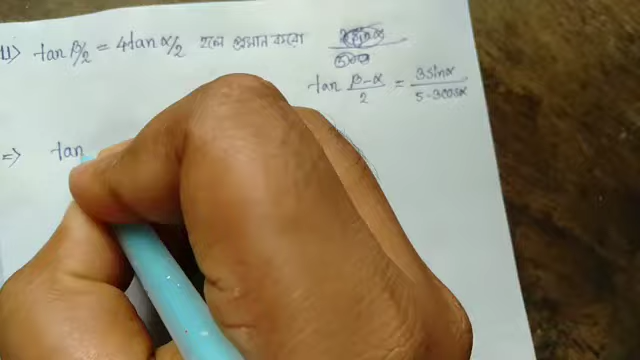 11) tan β/2 = 4tan α/2 হলে প্রমান করো
tan β-α/2 = 3sinα/5-3cosα
=> tan